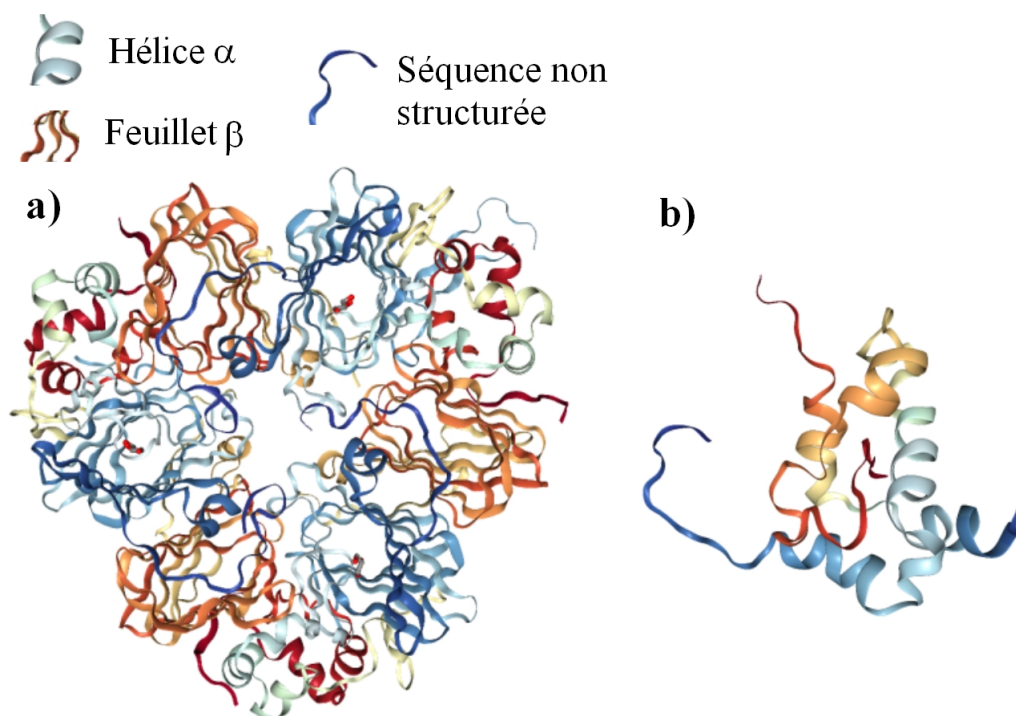 Hélice α
Feuillet β
Séquence non
structurée
a)
b)